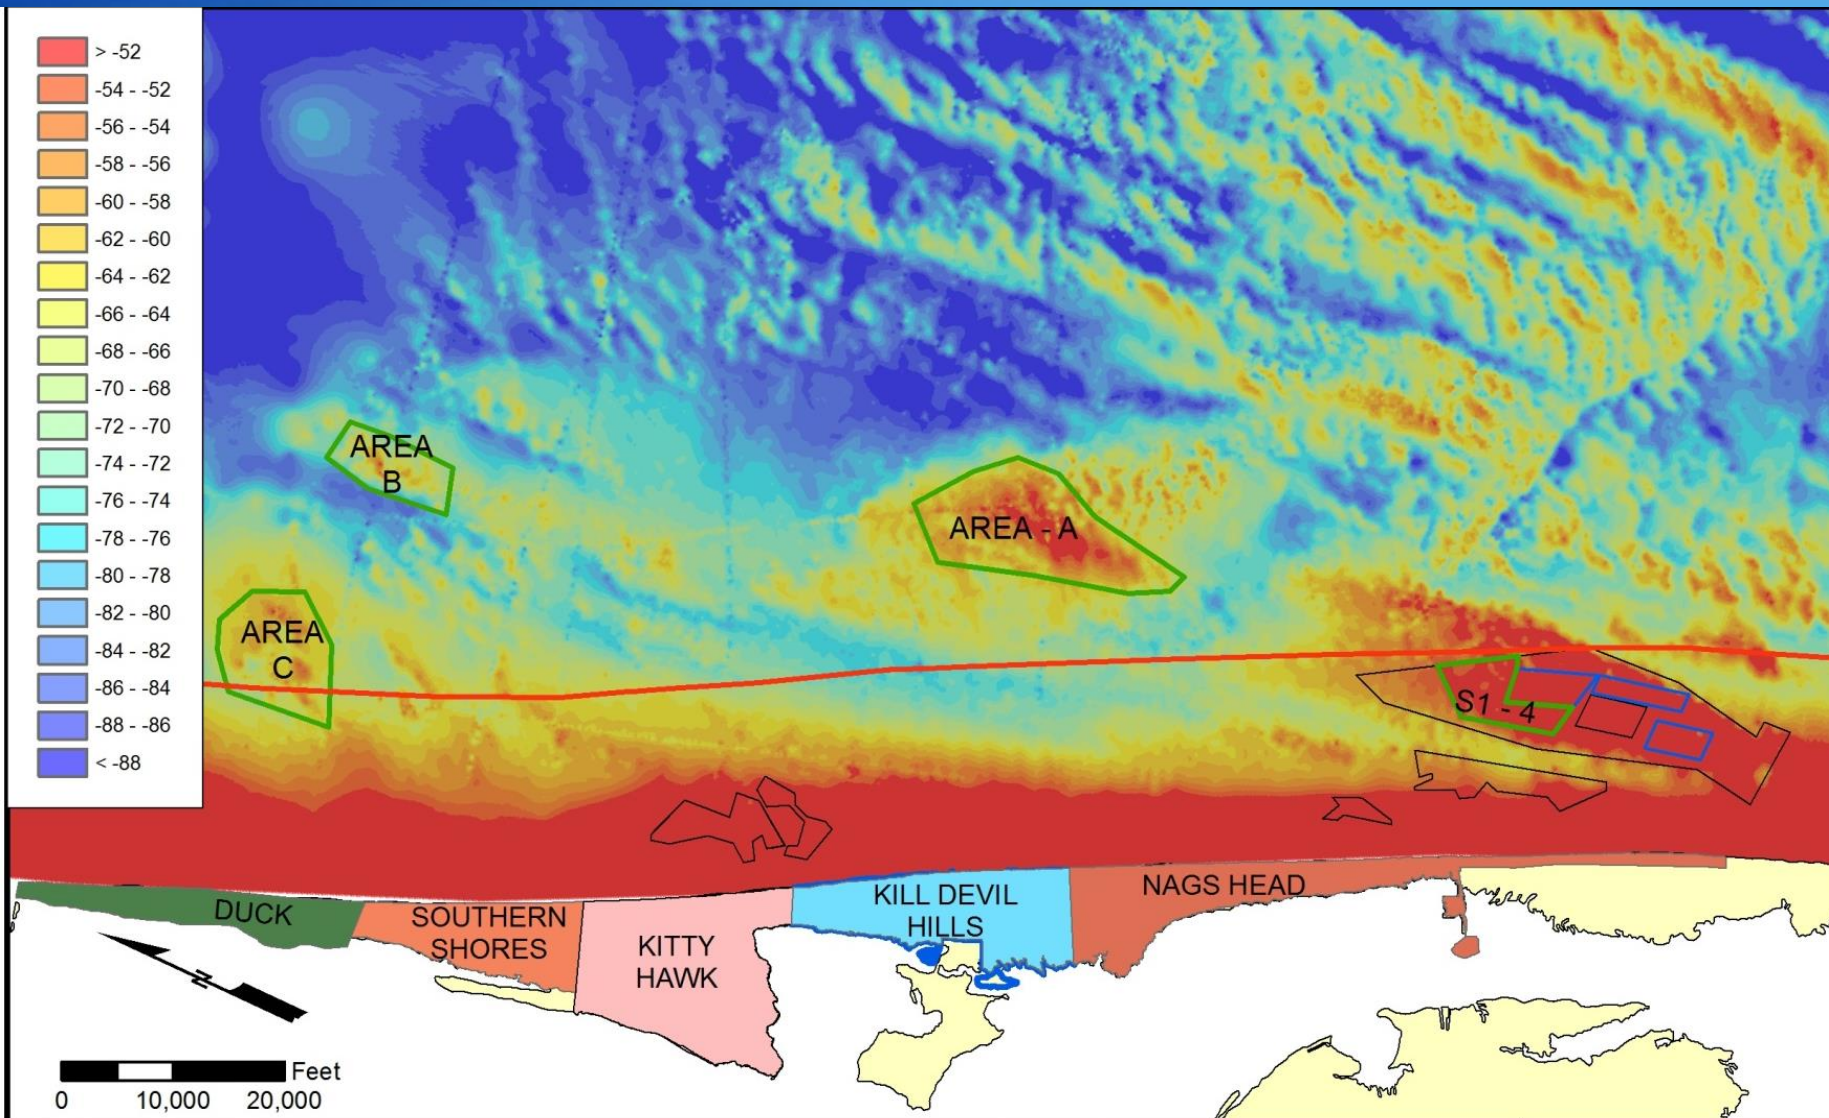 > -52
-54 - -52
-56 - -54
-58 - -56
-60 - -58
-62 - -60
-64 - -62
-66 - -64
-68 - -66
-70 - -68
-72 - -70
-74 - -72
-76 - -74
-78 - -76
-80 - -78
-82 - -80
-84 - -82
-86 - -84
-88 - -86
< -88
AREA
B
AREA - A
AREA
C
S1 - 4
DUCK
SOUTHERN
SHORES
KITTY
HAWK
KILL DEVIL
HILLS
NAGS HEAD
N
Feet
0 10,000 20,000